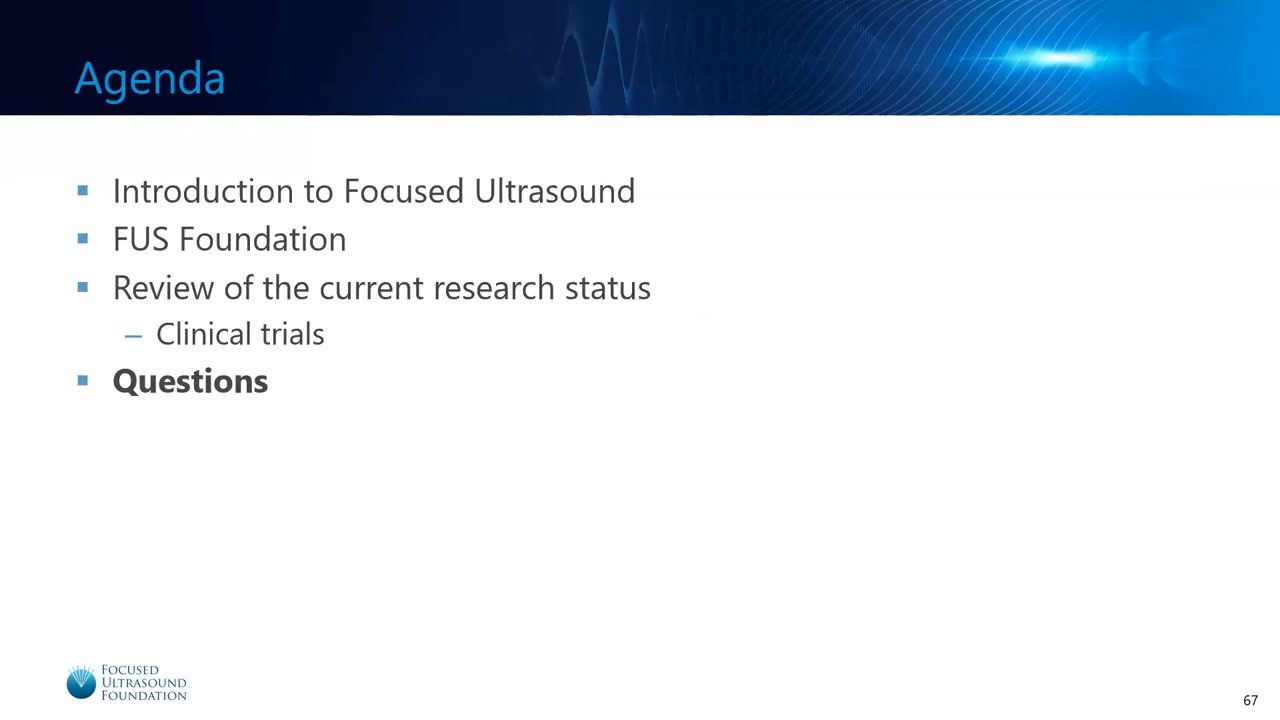 Agenda
▪ Introduction to Focused Ultrasound
▪ FUS Foundation
▪ Review of the current research status
– Clinical trials
▪ Questions
FOCUSED
ULTRASOUND
FOUNDATION
67